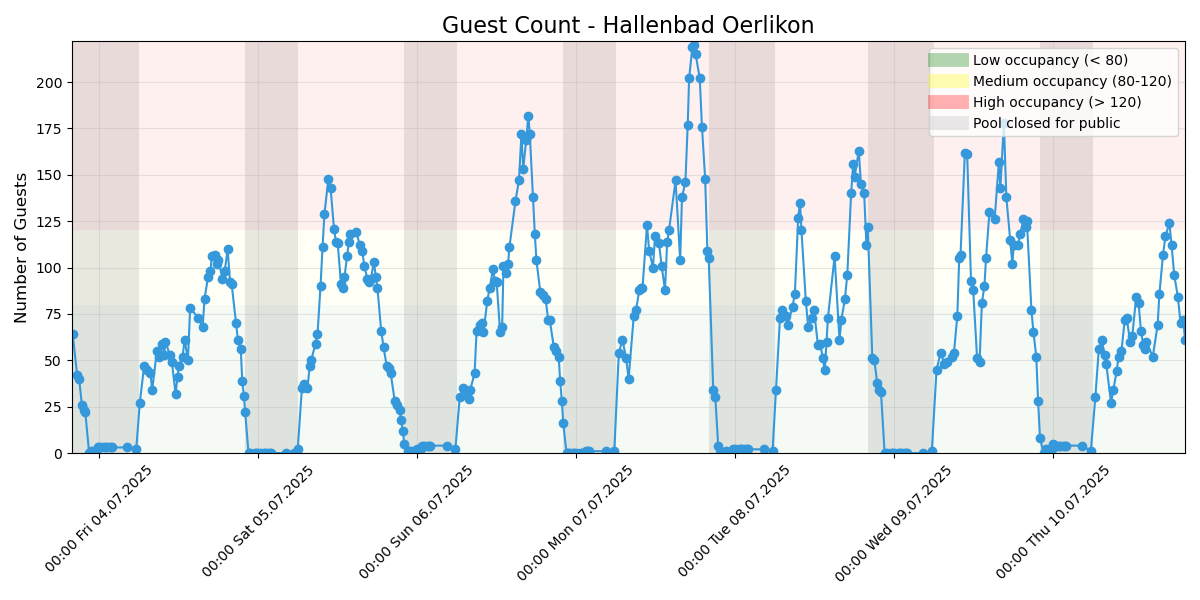 Guest Count - Hallenbad Oerlikon
Number of Guests
200
175
150
125
100
75
50
25
0
Low occupancy (< 80)
Medium occupancy (80-120)
High occupancy (> 120)
Pool closed for public
00:00 Fri 04.07.2025
00:00 Sat 05.07.2025
00:00 Sun 06.07.2025
00:00 Mon 07.07.2025
00:00 Tue 08.07.2025
00:00 Wed 09.07.2025
00:00 Thu 10.07.2025